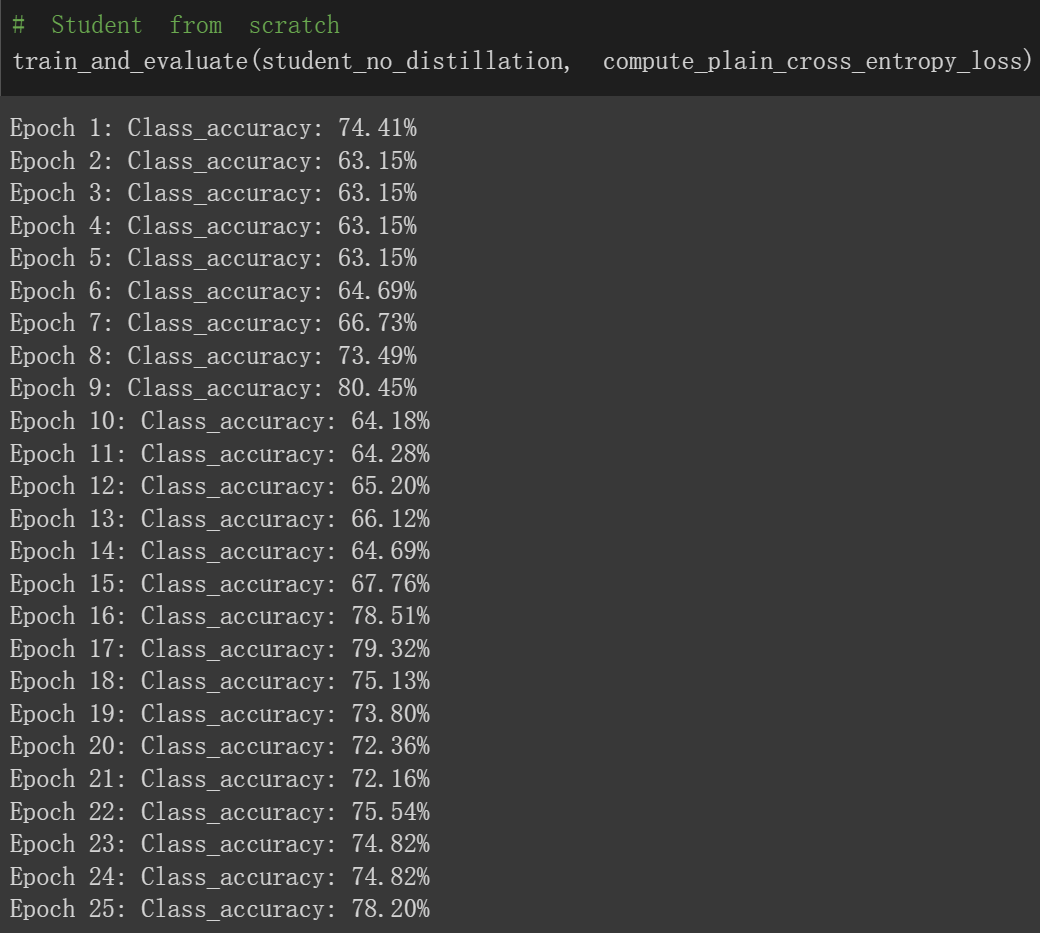 # Student from scratch
train_and_evaluate(student_no_distillation, compute_plain_cross_entropy_loss)
Epoch 1: Class_accuracy: 74.41%
Epoch 2: Class_accuracy: 63.15%
Epoch 3: Class_accuracy: 63.15%
Epoch 4: Class_accuracy: 63.15%
Epoch 5: Class_accuracy: 63.15%
Epoch 6: Class_accuracy: 64.69%
Epoch 7: Class_accuracy: 66.73%
Epoch 8: Class_accuracy: 73.49%
Epoch 9: Class_accuracy: 80.45%
Epoch 10: Class_accuracy: 64.18%
Epoch 11: Class_accuracy: 64.28%
Epoch 12: Class_accuracy: 65.20%
Epoch 13: Class_accuracy: 66.12%
Epoch 14: Class_accuracy: 64.69%
Epoch 15: Class_accuracy: 67.76%
Epoch 16: Class_accuracy: 78.51%
Epoch 17: Class_accuracy: 79.32%
Epoch 18: Class_accuracy: 75.13%
Epoch 19: Class_accuracy: 73.80%
Epoch 20: Class_accuracy: 72.36%
Epoch 21: Class_accuracy: 72.16%
Epoch 22: Class_accuracy: 75.54%
Epoch 23: Class_accuracy: 74.82%
Epoch 24: Class_accuracy: 74.82%
Epoch 25: Class_accuracy: 78.20%